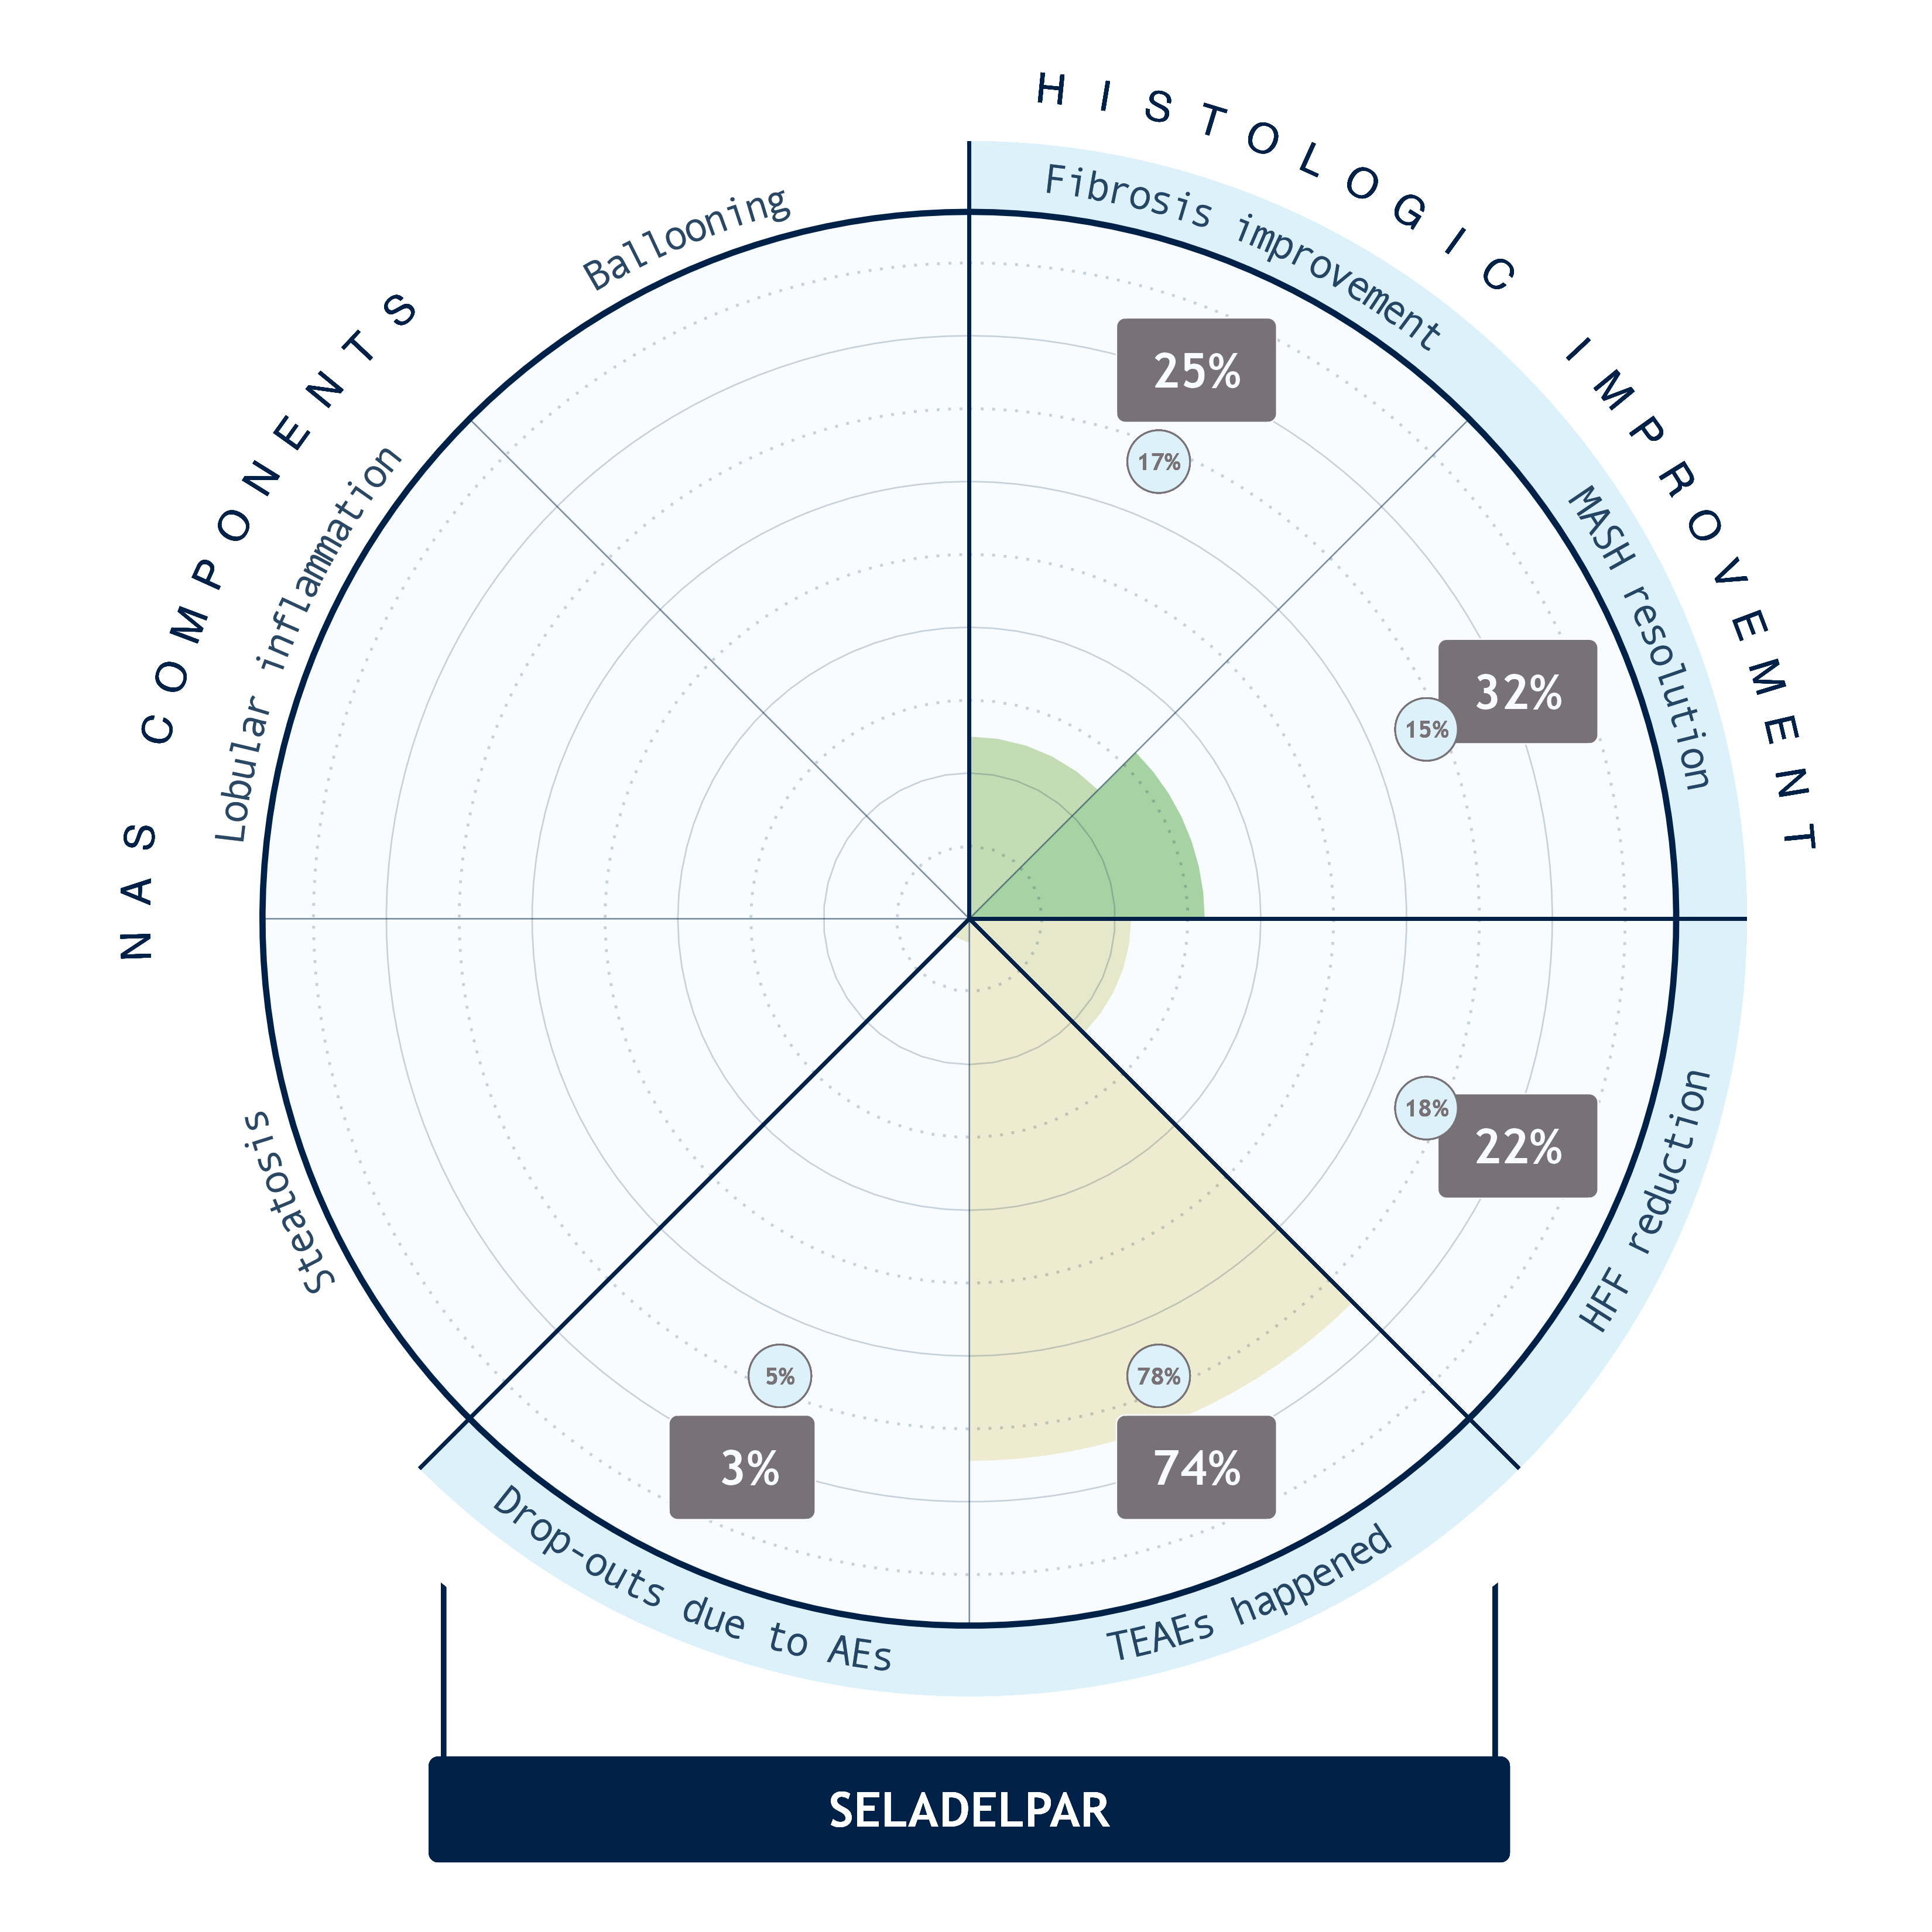 HISTOLOGIC IMPROVEMENT
Fibrosis improvement
25%
17%
MASH resolution
32%
15%
HFF reduction
18%
22%
TEAEs happened
78%
74%
Drop-outs due to AEs
5%
3%
NAS COMPONENTS
Steatosis
Lobular inflammation
Ballooning
SELADELPAR